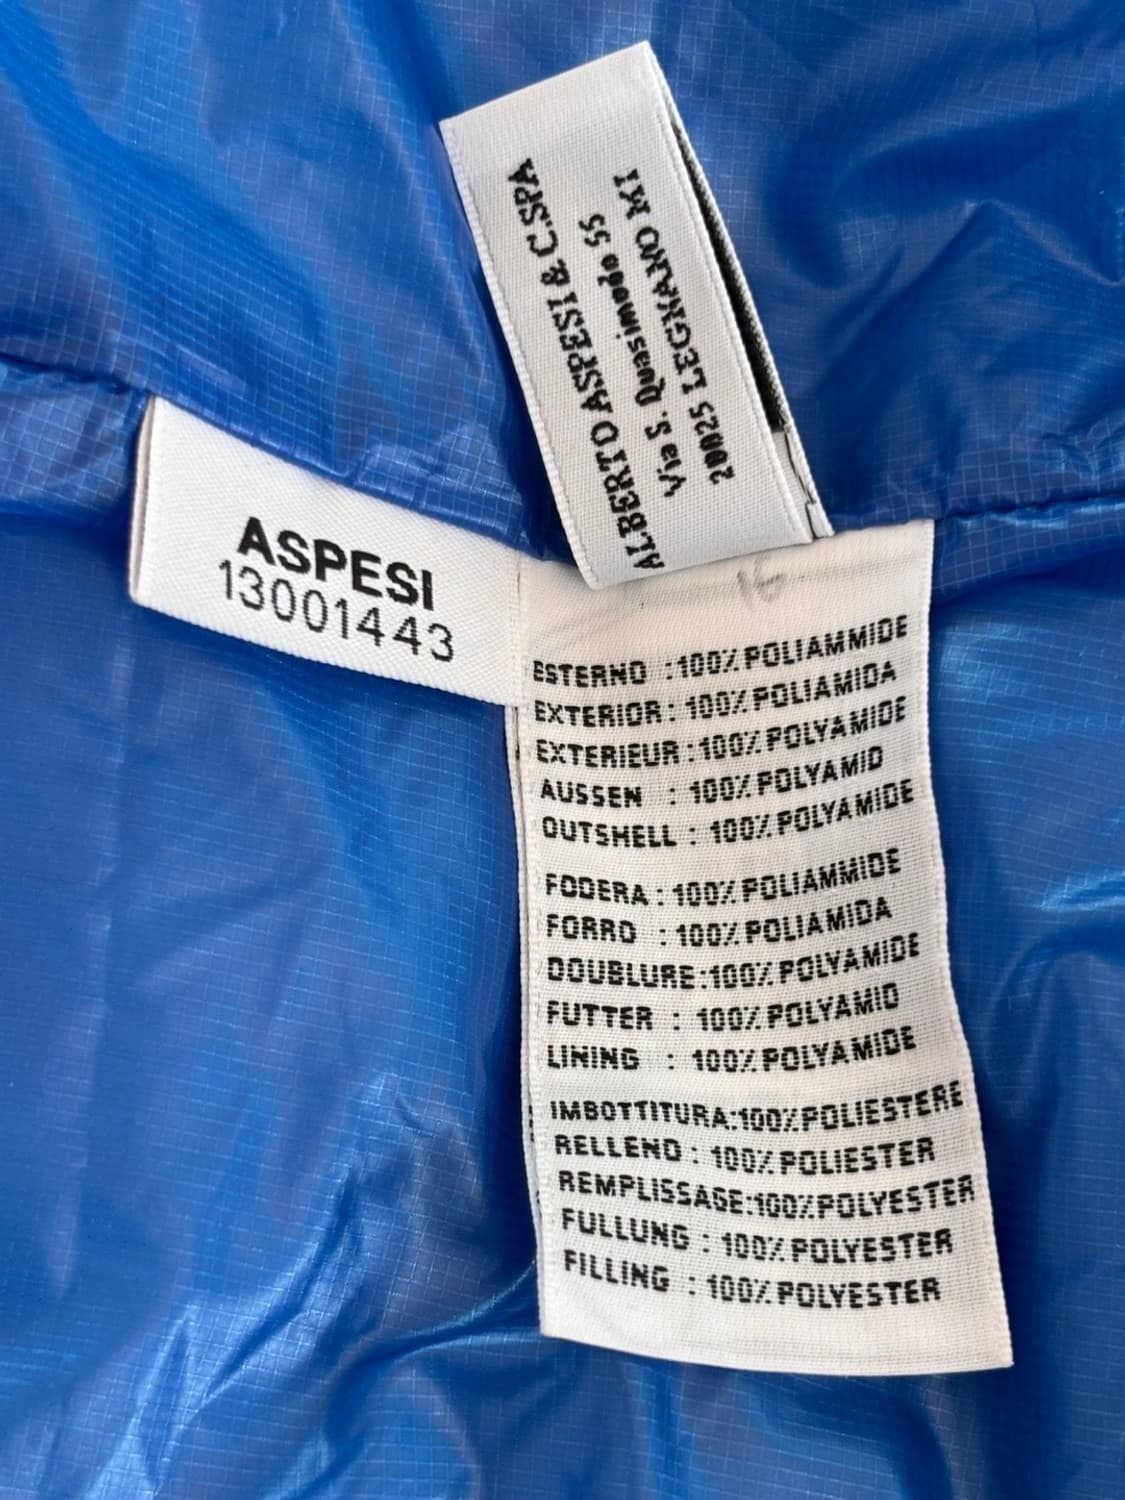 ALBERTO ASPESI & C.SPA
Via S. Quasimodo 55
20025 LEGNANO MI
ASPESI
13001443
16
ESTERNO : 100% POLIAMMIDE
EXTERIOR : 100% POLIAMIDA
EXTERIEUR : 100% POLYAMIDE
AUSSEN : 100% POLYAMID
OUTSHELL : 100% POLYAMIDE
FODERA : 100% POLIAMMIDE
FORRO : 100% POLIAMIDA
DOUBLURE : 100% POLYAMIDE
FUTTER : 100% POLYAMID
LINING : 100% POLYAMIDE
IMBOTTITURA:100%POLIESTERE
RELLENO : 100% POLIESTER
REMPLISSAGE:100%POLYESTER
FULLUNG : 100% POLYESTER
FILLING : 100% POLYESTER